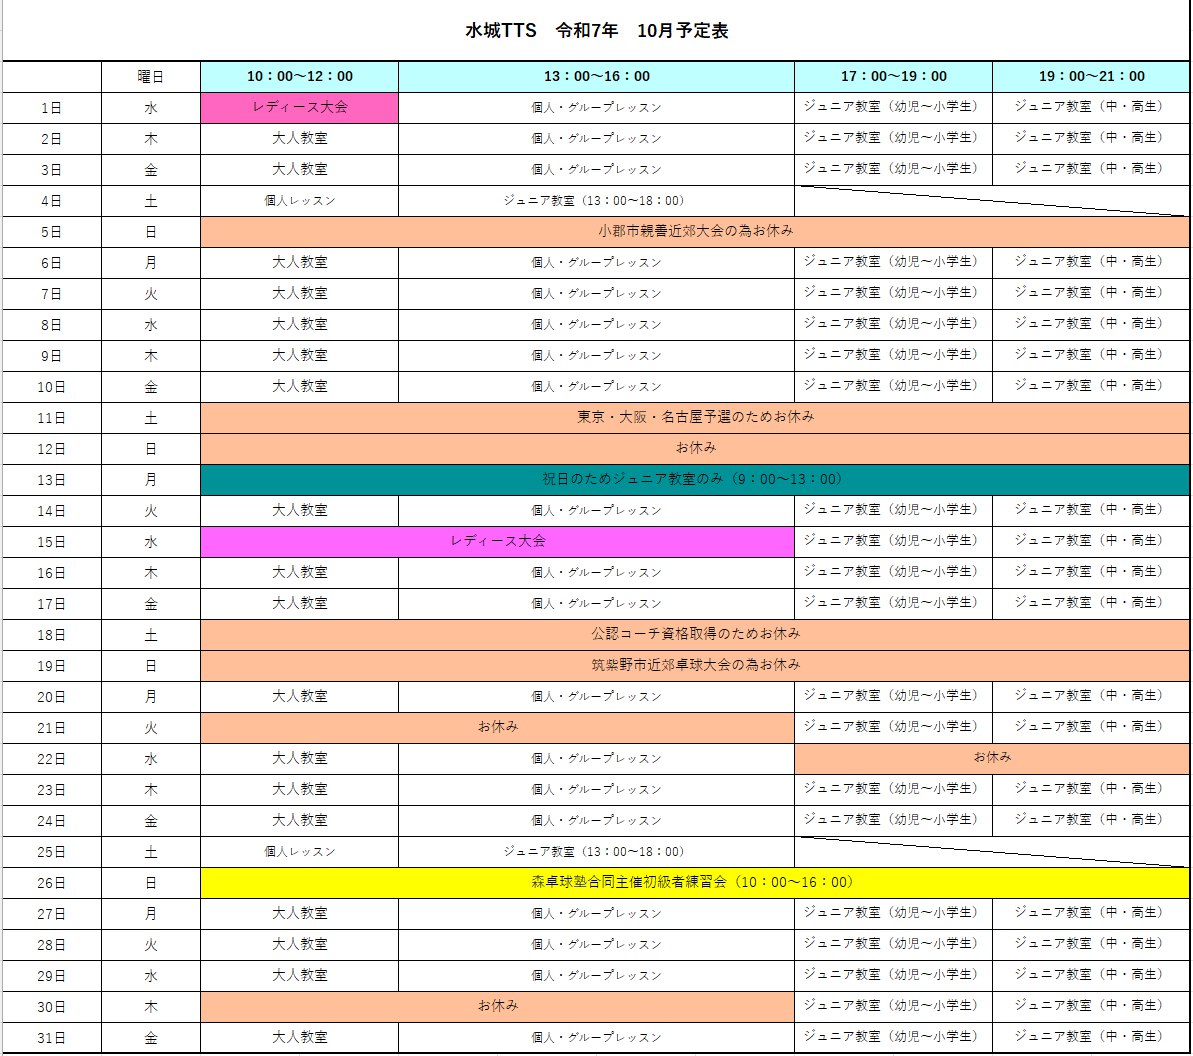 水城TTS　令和7年　10月予定表
曜日 10：00～12：00 13：00～16：00 17：00～19：00 19：00～21：00
1日 水 レディース大会 個人・グループレッスン ジュニア教室（幼児～小学生） ジュニア教室（中・高生）
2日 木 大人教室 個人・グループレッスン ジュニア教室（幼児～小学生） ジュニア教室（中・高生）
3日 金 大人教室 個人・グループレッスン ジュニア教室（幼児～小学生） ジュニア教室（中・高生）
4日 土 個人レッスン ジュニア教室（13：00～18：00）
5日 日 小郡市親善近郊大会の為お休み
6日 月 大人教室 個人・グループレッスン ジュニア教室（幼児～小学生） ジュニア教室（中・高生）
7日 火 大人教室 個人・グループレッスン ジュニア教室（幼児～小学生） ジュニア教室（中・高生）
8日 水 大人教室 個人・グループレッスン ジュニア教室（幼児～小学生） ジュニア教室（中・高生）
9日 木 大人教室 個人・グループレッスン ジュニア教室（幼児～小学生） ジュニア教室（中・高生）
10日 金 大人教室 個人・グループレッスン ジュニア教室（幼児～小学生） ジュニア教室（中・高生）
11日 土 東京・大阪・名古屋予選のためお休み
12日 日 お休み
13日 月 祝日のためジュニア教室のみ（9：00～13：00）
14日 火 大人教室 個人・グループレッスン ジュニア教室（幼児～小学生） ジュニア教室（中・高生）
15日 水 レディース大会 ジュニア教室（幼児～小学生） ジュニア教室（中・高生）
16日 木 大人教室 個人・グループレッスン ジュニア教室（幼児～小学生） ジュニア教室（中・高生）
17日 金 大人教室 個人・グループレッスン ジュニア教室（幼児～小学生） ジュニア教室（中・高生）
18日 土 公認コーチ資格取得のためお休み
19日 日 筑紫野市近郊卓球大会の為お休み
20日 月 大人教室 個人・グループレッスン ジュニア教室（幼児～小学生） ジュニア教室（中・高生）
21日 火 お休み ジュニア教室（幼児～小学生） ジュニア教室（中・高生）
22日 水 大人教室 個人・グループレッスン お休み
23日 木 大人教室 個人・グループレッスン ジュニア教室（幼児～小学生） ジュニア教室（中・高生）
24日 金 大人教室 個人・グループレッスン ジュニア教室（幼児～小学生） ジュニア教室（中・高生）
25日 土 個人レッスン ジュニア教室（13：00～18：00）
26日 日 森卓球塾合同主催初級者練習会（10：00～16：00）
27日 月 大人教室 個人・グループレッスン ジュニア教室（幼児～小学生） ジュニア教室（中・高生）
28日 火 大人教室 個人・グループレッスン ジュニア教室（幼児～小学生） ジュニア教室（中・高生）
29日 水 大人教室 個人・グループレッスン ジュニア教室（幼児～小学生） ジュニア教室（中・高生）
30日 木 お休み ジュニア教室（幼児～小学生） ジュニア教室（中・高生）
31日 金 大人教室 個人・グループレッスン ジュニア教室（幼児～小学生） ジュニア教室（中・高生）